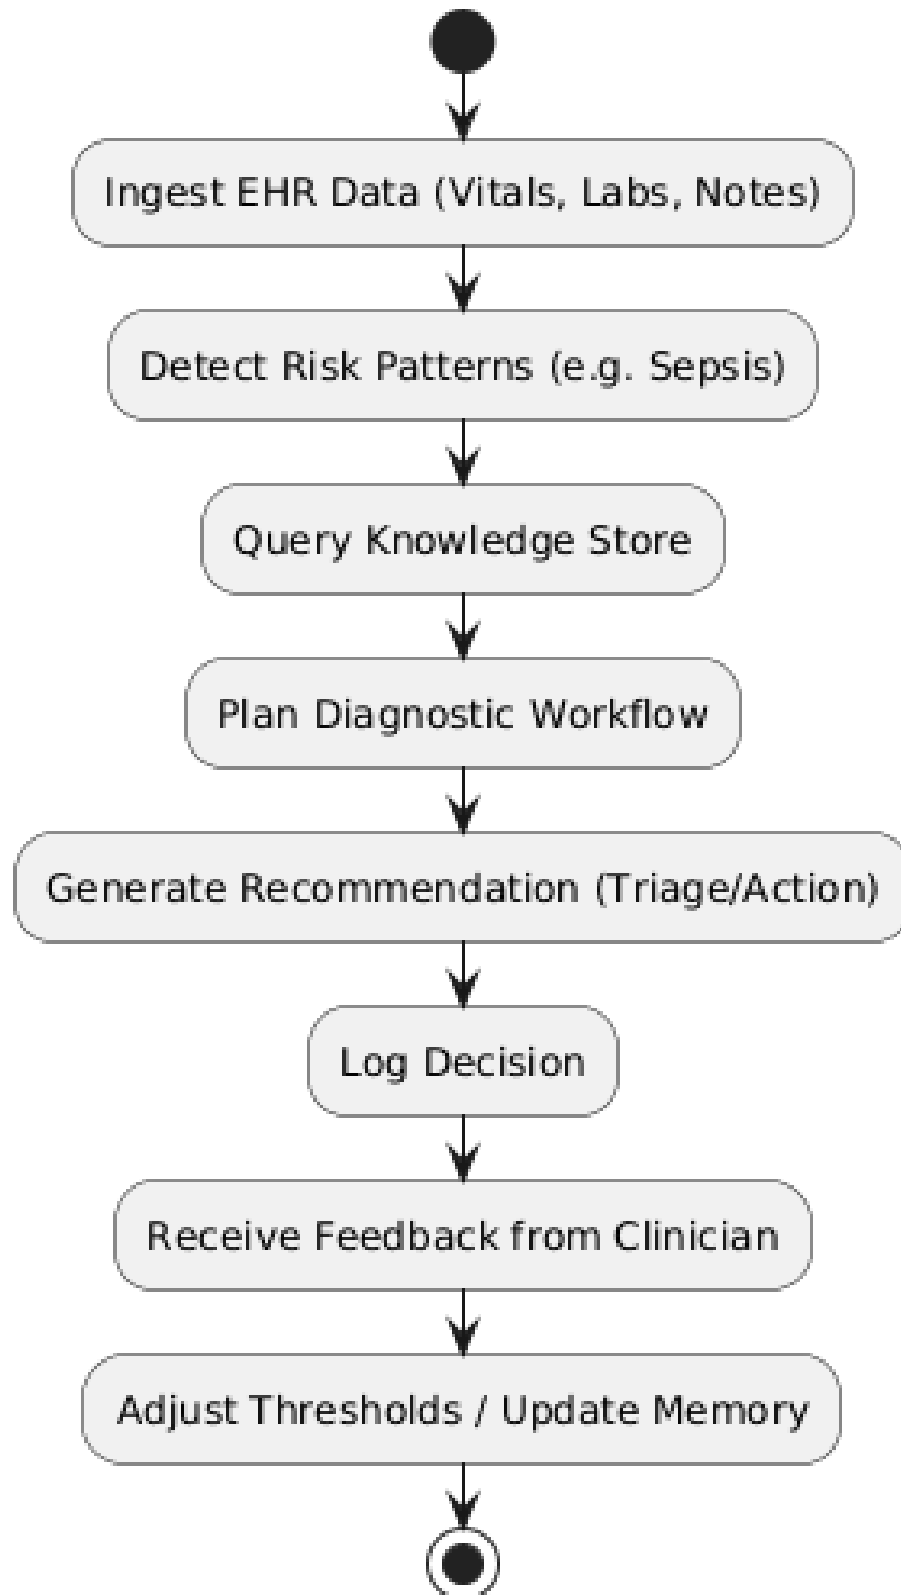 Ingest EHR Data (Vitals, Labs, Notes)
Detect Risk Patterns (e.g. Sepsis)
Query Knowledge Store
Plan Diagnostic Workflow
Generate Recommendation (Triage/Action)
Log Decision
Receive Feedback from Clinician
Adjust Thresholds / Update Memory